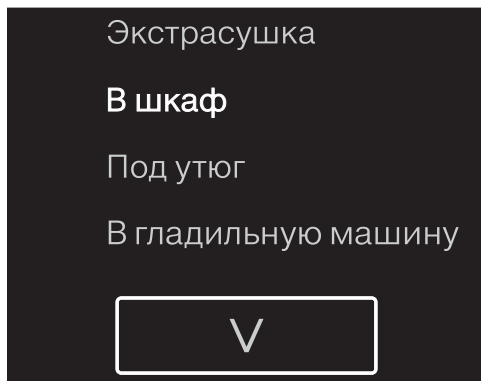 Экстрасушка
В шкаф
Под утюг
В гладильную машину
V